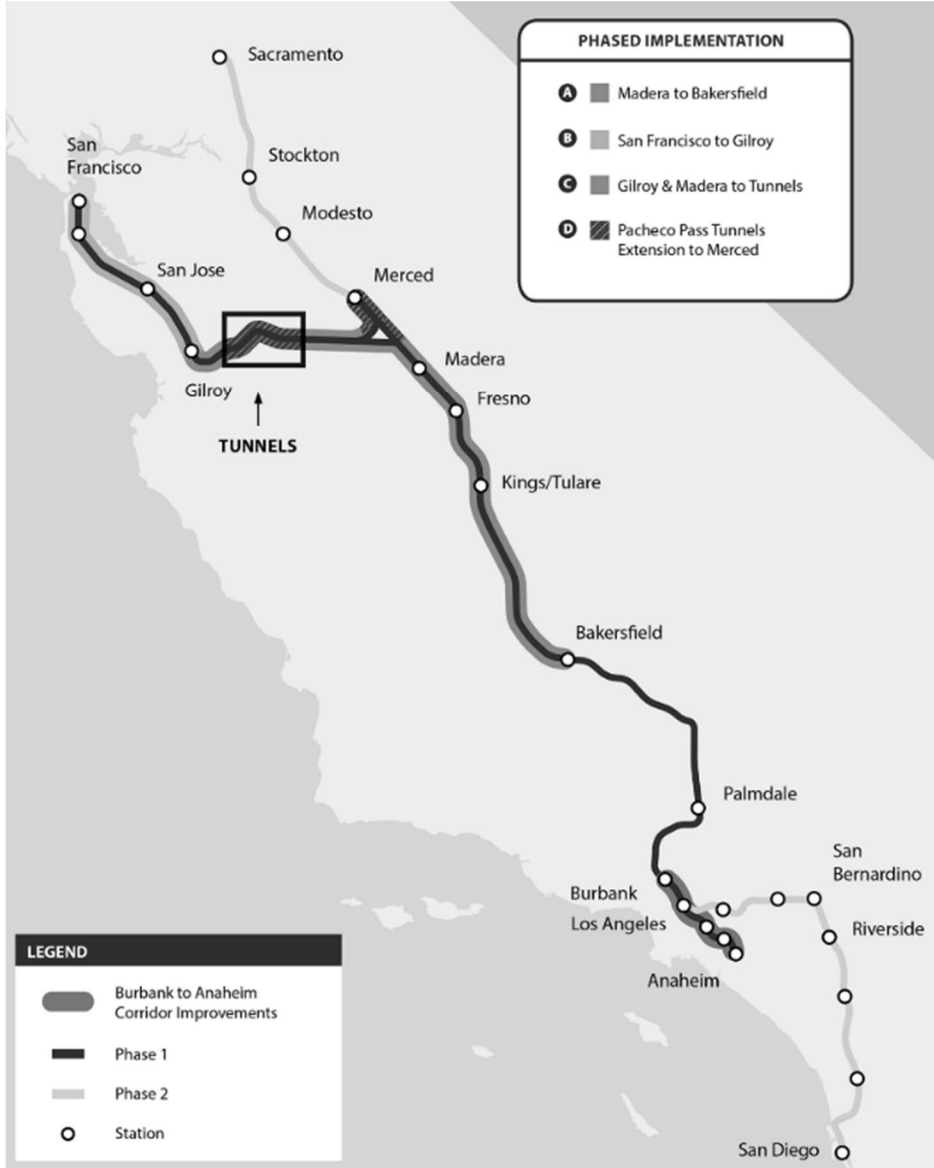 Sacramento
Stockton
Modesto
Merced
San
Francisco
San Jose
Gilroy
TUNNELS
Madera
Fresno
Kings/Tulare
Bakersfield
Palmdale
Burbank
Los Angeles
Anaheim
San
Bernardino
Riverside
San Diego
PHASED IMPLEMENTATION
A Madera to Bakersfield
B San Francisco to Gilroy
C Gilroy & Madera to Tunnels
D Pacheco Pass Tunnels
Extension to Merced
LEGEND
Burbank to Anaheim
Corridor Improvements
Phase 1
Phase 2
Station